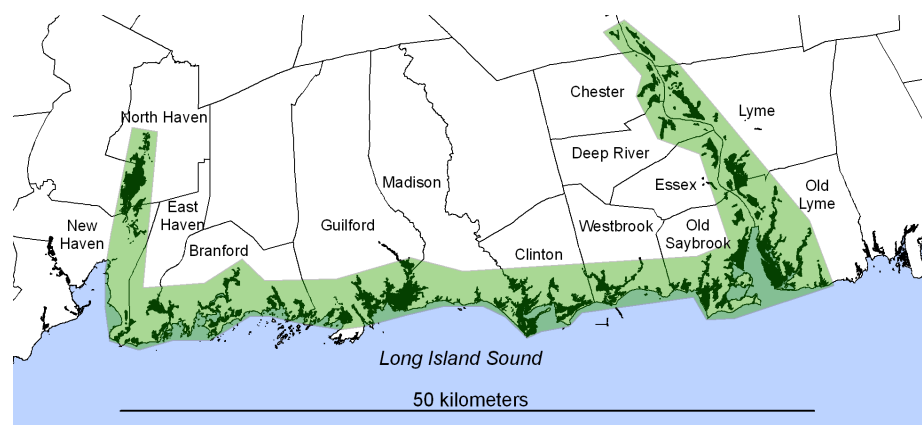 Chester
Lyme
North Haven
Deep River
Madison
Essex
Old
Lyme
East
Haven
New
Haven
Guilford
Westbrook
Old
Saybrook
Branford
Clinton
Long Island Sound
50 kilometers